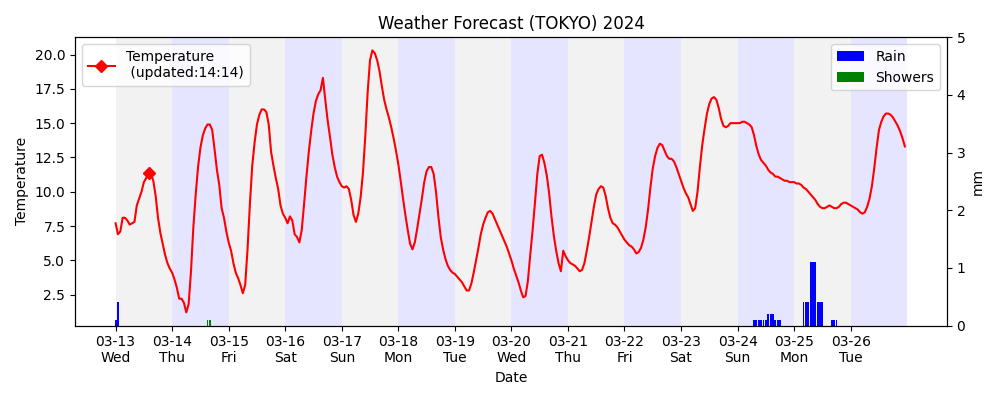 Weather Forecast (TOKYO) 2024
Temperature
(updated:14:14)
Rain
Showers
Temperature
20.0
17.5
15.0
12.5
10.0
7.5
5.0
2.5
5
4
3
2
1
0
mm
03-13 03-14 03-15 03-16 03-17 03-18 03-19 03-20 03-21 03-22 03-23 03-24 03-25 03-26
Wed Thu Fri Sat Sun Mon Tue Wed Thu Fri Sat Sun Mon Tue
Date